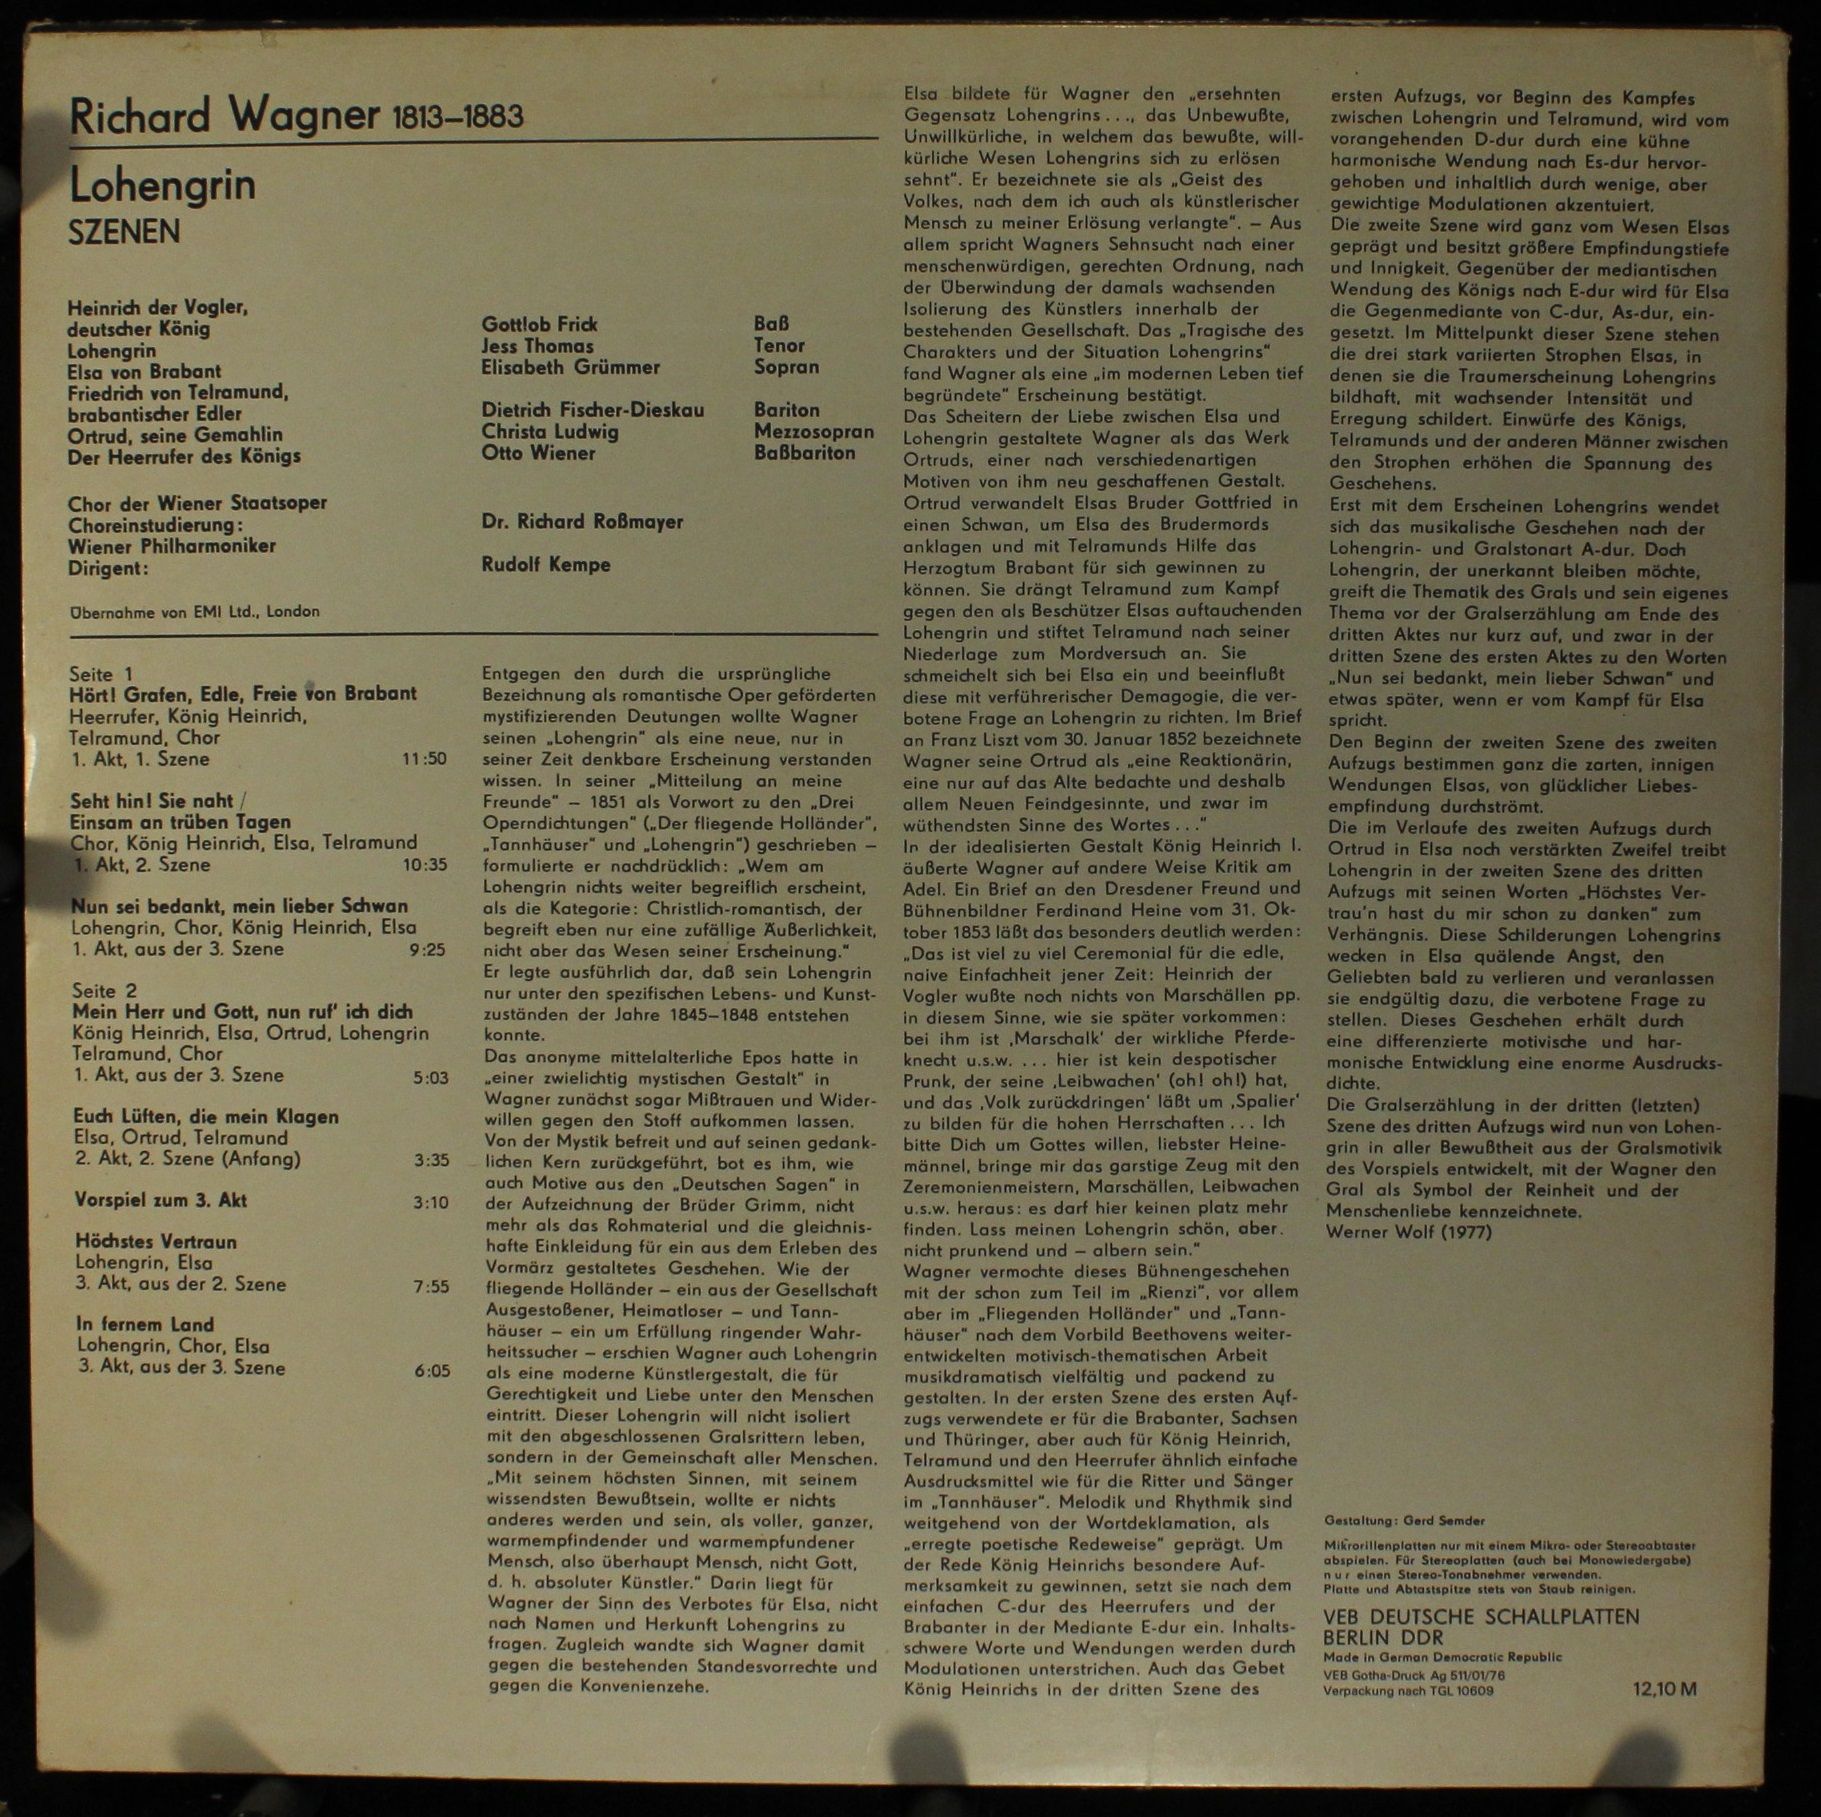 Richard Wagner 1813–1883
Lohengrin
SZENEN
Heinrich der Vogler,
deutscher König Gottlob Frick Baß
Lohengrin Jess Thomas Tenor
Elsa von Brabant Elisabeth Grümmer Sopran
Friedrich von Telramund,
brabantischer Edler Dietrich Fischer-Dieskau Bariton
Ortrud, seine Gemahlin Christa Ludwig Mezzosopran
Der Heerrufer des Königs Otto Wiener Baßbariton
Chor der Wiener Staatsoper
Choreinstudierung: Dr. Richard Roßmayer
Wiener Philharmoniker
Dirigent: Rudolf Kempe
Übernahme von EMI Ltd., London
Seite 1
Hört! Grafen, Edle, Freie von Brabant
Heerrufer, König Heinrich,
Telramund, Chor
1. Akt, 1. Szene 11:50
Seht hin! Sie naht /
Einsam an trüben Tagen
Chor, König Heinrich, Elsa, Telramund
1. Akt, 2. Szene 10:35
Nun sei bedankt, mein lieber Schwan
Lohengrin, Chor, König Heinrich, Elsa
1. Akt, aus der 3. Szene 9:25
Seite 2
Mein Herr und Gott, nun ruf' ich dich
König Heinrich, Elsa, Ortrud, Lohengrin
Telramund, Chor
1. Akt, aus der 3. Szene 5:03
Euch Lüften, die mein Klagen
Elsa, Ortrud, Telramund
2. Akt, 2. Szene (Anfang) 3:35
Vorspiel zum 3. Akt 3:10
Höchstes Vertraun
Lohengrin, Elsa
3. Akt, aus der 2. Szene 7:55
In fernem Land
Lohengrin, Chor, Elsa
3. Akt, aus der 3. Szene 6:05
Entgegen den durch die ursprüngliche
Bezeichnung als romantische Oper geförderten
mystifizierenden Deutungen wollte Wagner
seinen „Lohengrin" als eine neue, nur in
seiner Zeit denkbare Erscheinung verstanden
wissen. In seiner „Mitteilung an meine
Freunde" – 1851 als Vorwort zu den „Drei
Operndichtungen" („Der fliegende Holländer",
„Tannhäuser" und „Lohengrin") geschrieben –
formulierte er nachdrücklich: „Wem am
Lohengrin nichts weiter begreiflich erscheint,
als die Kategorie: Christlich-romantisch, der
begreift eben nur eine zufällige Äußerlichkeit,
nicht aber das Wesen seiner Erscheinung."
Er legte ausführlich dar, daß sein Lohengrin
nur unter den spezifischen Lebens- und Kunst-
zuständen der Jahre 1845–1848 entstehen
konnte.
Das anonyme mittelalterliche Epos hatte in
„einer zwielichtig mystischen Gestalt" in
Wagner zunächst sogar Mißtrauen und Wider-
willen gegen den Stoff aufkommen lassen.
Von der Mystik befreit und auf seinen gedank-
lichen Kern zurückgeführt, bot es ihm, wie
auch Motive aus den „Deutschen Sagen" in
der Aufzeichnung der Brüder Grimm, nicht
mehr als das Rohmaterial und die gleichnis-
hafte Einkleidung für ein aus dem Erleben des
Vormärz gestaltetes Geschehen. Wie der
fliegende Holländer – ein aus der Gesellschaft
Ausgestoßener, Heimatloser – und Tann-
häuser – ein um Erfüllung ringender Wahr-
heitssucher – erschien Wagner auch Lohengrin
als eine moderne Künstlergestalt, die für
Gerechtigkeit und Liebe unter den Menschen
eintritt. Dieser Lohengrin will nicht isoliert
mit den abgeschlossenen Gralsrittern leben,
sondern in der Gemeinschaft aller Menschen.
„Mit seinem höchsten Sinnen, mit seinem
wissendsten Bewußtsein, wollte er nichts
anderes werden und sein, als voller, ganzer,
warmempfindender und warmempfundener
Mensch, also überhaupt Mensch, nicht Gott,
d. h. absoluter Künstler." Darin liegt für
Wagner der Sinn des Verbotes für Elsa, nicht
nach Namen und Herkunft Lohengrins zu
fragen. Zugleich wandte sich Wagner damit
gegen die bestehenden Standesvorrechte und
gegen die Konvenienzehe.
Elsa bildete für Wagner den „ersehnten
Gegensatz Lohengrins . . ., das Unbewußte,
Unwillkürliche, in welchem das bewußte, will-
kürliche Wesen Lohengrins sich zu erlösen
sehnt". Er bezeichnete sie als „Geist des
Volkes, nach dem ich auch als künstlerischer
Mensch zu meiner Erlösung verlangte". – Aus
allem spricht Wagners Sehnsucht nach einer
menschenwürdigen, gerechten Ordnung, nach
der Überwindung der damals wachsenden
Isolierung des Künstlers innerhalb der
bestehenden Gesellschaft. Das „Tragische des
Charakters und der Situation Lohengrins"
fand Wagner als eine „im modernen Leben tief
begründete" Erscheinung bestätigt.
Das Scheitern der Liebe zwischen Elsa und
Lohengrin gestaltete Wagner als das Werk
Ortruds, einer nach verschiedenartigen
Motiven von ihm neu geschaffenen Gestalt.
Ortrud verwandelt Elsas Bruder Gottfried in
einen Schwan, um Elsa des Brudermords
anklagen und mit Telramunds Hilfe das
Herzogtum Brabant für sich gewinnen zu
können. Sie drängt Telramund zum Kampf
gegen den als Beschützer Elsas auftauchenden
Lohengrin und stiftet Telramund nach seiner
Niederlage zum Mordversuch an. Sie
schmeichelt sich bei Elsa ein und beeinflußt
diese mit verführerischer Demagogie, die ver-
botene Frage an Lohengrin zu richten. Im Brief
an Franz Liszt vom 30. Januar 1852 bezeichnete
Wagner seine Ortrud als „eine Reaktionärin,
eine nur auf das Alte bedachte und deshalb
allem Neuen Feindgesinnte, und zwar im
wüthendsten Sinne des Wortes . . ."
In der idealisierten Gestalt König Heinrich I.
äußerte Wagner auf andere Weise Kritik am
Adel. Ein Brief an den Dresdener Freund und
Bühnenbildner Ferdinand Heine vom 31. Ok-
tober 1853 läßt das besonders deutlich werden:
„Das ist viel zu viel Ceremonial für die edle,
naive Einfachheit jener Zeit: Heinrich der
Vogler wußte noch nichts von Marschällen pp.
in diesem Sinne, wie sie später vorkommen:
bei ihm ist ‚Marschalk' der wirkliche Pferde-
knecht u.s.w. . . . hier ist kein despotischer
Prunk, der seine ‚Leibwachen' (oh! oh!) hat,
und das ‚Volk zurückdringen' läßt um ‚Spalier'
zu bilden für die hohen Herrschaften . . . Ich
bitte Dich um Gottes willen, liebster Heine-
männel, bringe mir das garstige Zeug mit den
Zeremonienmeistern, Marschällen, Leibwachen
u.s.w. heraus: es darf hier keinen platz mehr
finden. Lass meinen Lohengrin schön, aber
nicht prunkend und – albern sein."
Wagner vermochte dieses Bühnengeschehen
mit der schon zum Teil im „Rienzi", vor allem
aber im „Fliegenden Holländer" und „Tann-
häuser" nach dem Vorbild Beethovens weiter-
entwickelten motivisch-thematischen Arbeit
musikdramatisch vielfältig und packend zu
gestalten. In der ersten Szene des ersten Auf-
zugs verwendete er für die Brabanter, Sachsen
und Thüringer, aber auch für König Heinrich,
Telramund und den Heerrufer ähnlich einfache
Ausdrucksmittel wie für die Ritter und Sänger
im „Tannhäuser". Melodik und Rhythmik sind
weitgehend von der Wortdeklamation, als
„erregte poetische Redeweise" geprägt. Um
der Rede König Heinrichs besondere Auf-
merksamkeit zu gewinnen, setzt sie nach dem
einfachen C-dur des Heerrufers und der
Brabanter in der Mediante E-dur ein. Inhalts-
schwere Worte und Wendungen werden durch
Modulationen unterstrichen. Auch das Gebet
König Heinrichs in der dritten Szene des
ersten Aufzugs, vor Beginn des Kampfes
zwischen Lohengrin und Telramund, wird vom
vorangehenden D-dur durch eine kühne
harmonische Wendung nach Es-dur hervor-
gehoben und inhaltlich durch wenige, aber
gewichtige Modulationen akzentuiert.
Die zweite Szene wird ganz vom Wesen Elsas
geprägt und besitzt größere Empfindungstiefe
und Innigkeit. Gegenüber der mediantischen
Wendung des Königs nach E-dur wird für Elsa
die Gegenmediante von C-dur, As-dur, ein-
gesetzt. Im Mittelpunkt dieser Szene stehen
die drei stark variierten Strophen Elsas, in
denen sie die Traumerscheinung Lohengrins
bildhaft, mit wachsender Intensität und
Erregung schildert. Einwürfe des Königs,
Telramunds und der anderen Männer zwischen
den Strophen erhöhen die Spannung des
Geschehens.
Erst mit dem Erscheinen Lohengrins wendet
sich das musikalische Geschehen nach der
Lohengrin- und Gralstonart A-dur. Doch
Lohengrin, der unerkannt bleiben möchte,
greift die Thematik des Grals und sein eigenes
Thema vor der Gralserzählung am Ende des
dritten Aktes nur kurz auf, und zwar in der
dritten Szene des ersten Aktes zu den Worten
„Nun sei bedankt, mein lieber Schwan" und
etwas später, wenn er vom Kampf für Elsa
spricht.
Den Beginn der zweiten Szene des zweiten
Aufzugs bestimmen ganz die zarten, innigen
Wendungen Elsas, von glücklicher Liebes-
empfindung durchströmt.
Die im Verlaufe des zweiten Aufzugs durch
Ortrud in Elsa noch verstärkten Zweifel treibt
Lohengrin in der zweiten Szene des dritten
Aufzugs mit seinen Worten „Höchstes Ver-
trau'n hast du mir schon zu danken" zum
Verhängnis. Diese Schilderungen Lohengrins
wecken in Elsa quälende Angst, den
Geliebten bald zu verlieren und veranlassen
sie endgültig dazu, die verbotene Frage zu
stellen. Dieses Geschehen erhält durch
eine differenzierte motivische und har-
monische Entwicklung eine enorme Ausdrucks-
dichte.
Die Gralserzählung in der dritten (letzten)
Szene des dritten Aufzugs wird nun von Lohen-
grin in aller Bewußtheit aus der Gralsmotivik
des Vorspiels entwickelt, mit der Wagner den
Gral als Symbol der Reinheit und der
Menschenliebe kennzeichnete.
Werner Wolf (1977)
Gestaltung: Gerd Semder
Mikrorillenplatten nur mit einem Mikro- oder Stereoabtaster
abspielen. Für Stereoplatten (auch bei Monowiedergabe)
nur einen Stereo-Tonabnehmer verwenden.
Platte und Abtastspitze stets von Staub reinigen.
VEB DEUTSCHE SCHALLPLATTEN
BERLIN DDR
Made in German Democratic Republic
VEB Gotha-Druck Ag 511/01/76
Verpackung nach TGL 10609 12,10 M